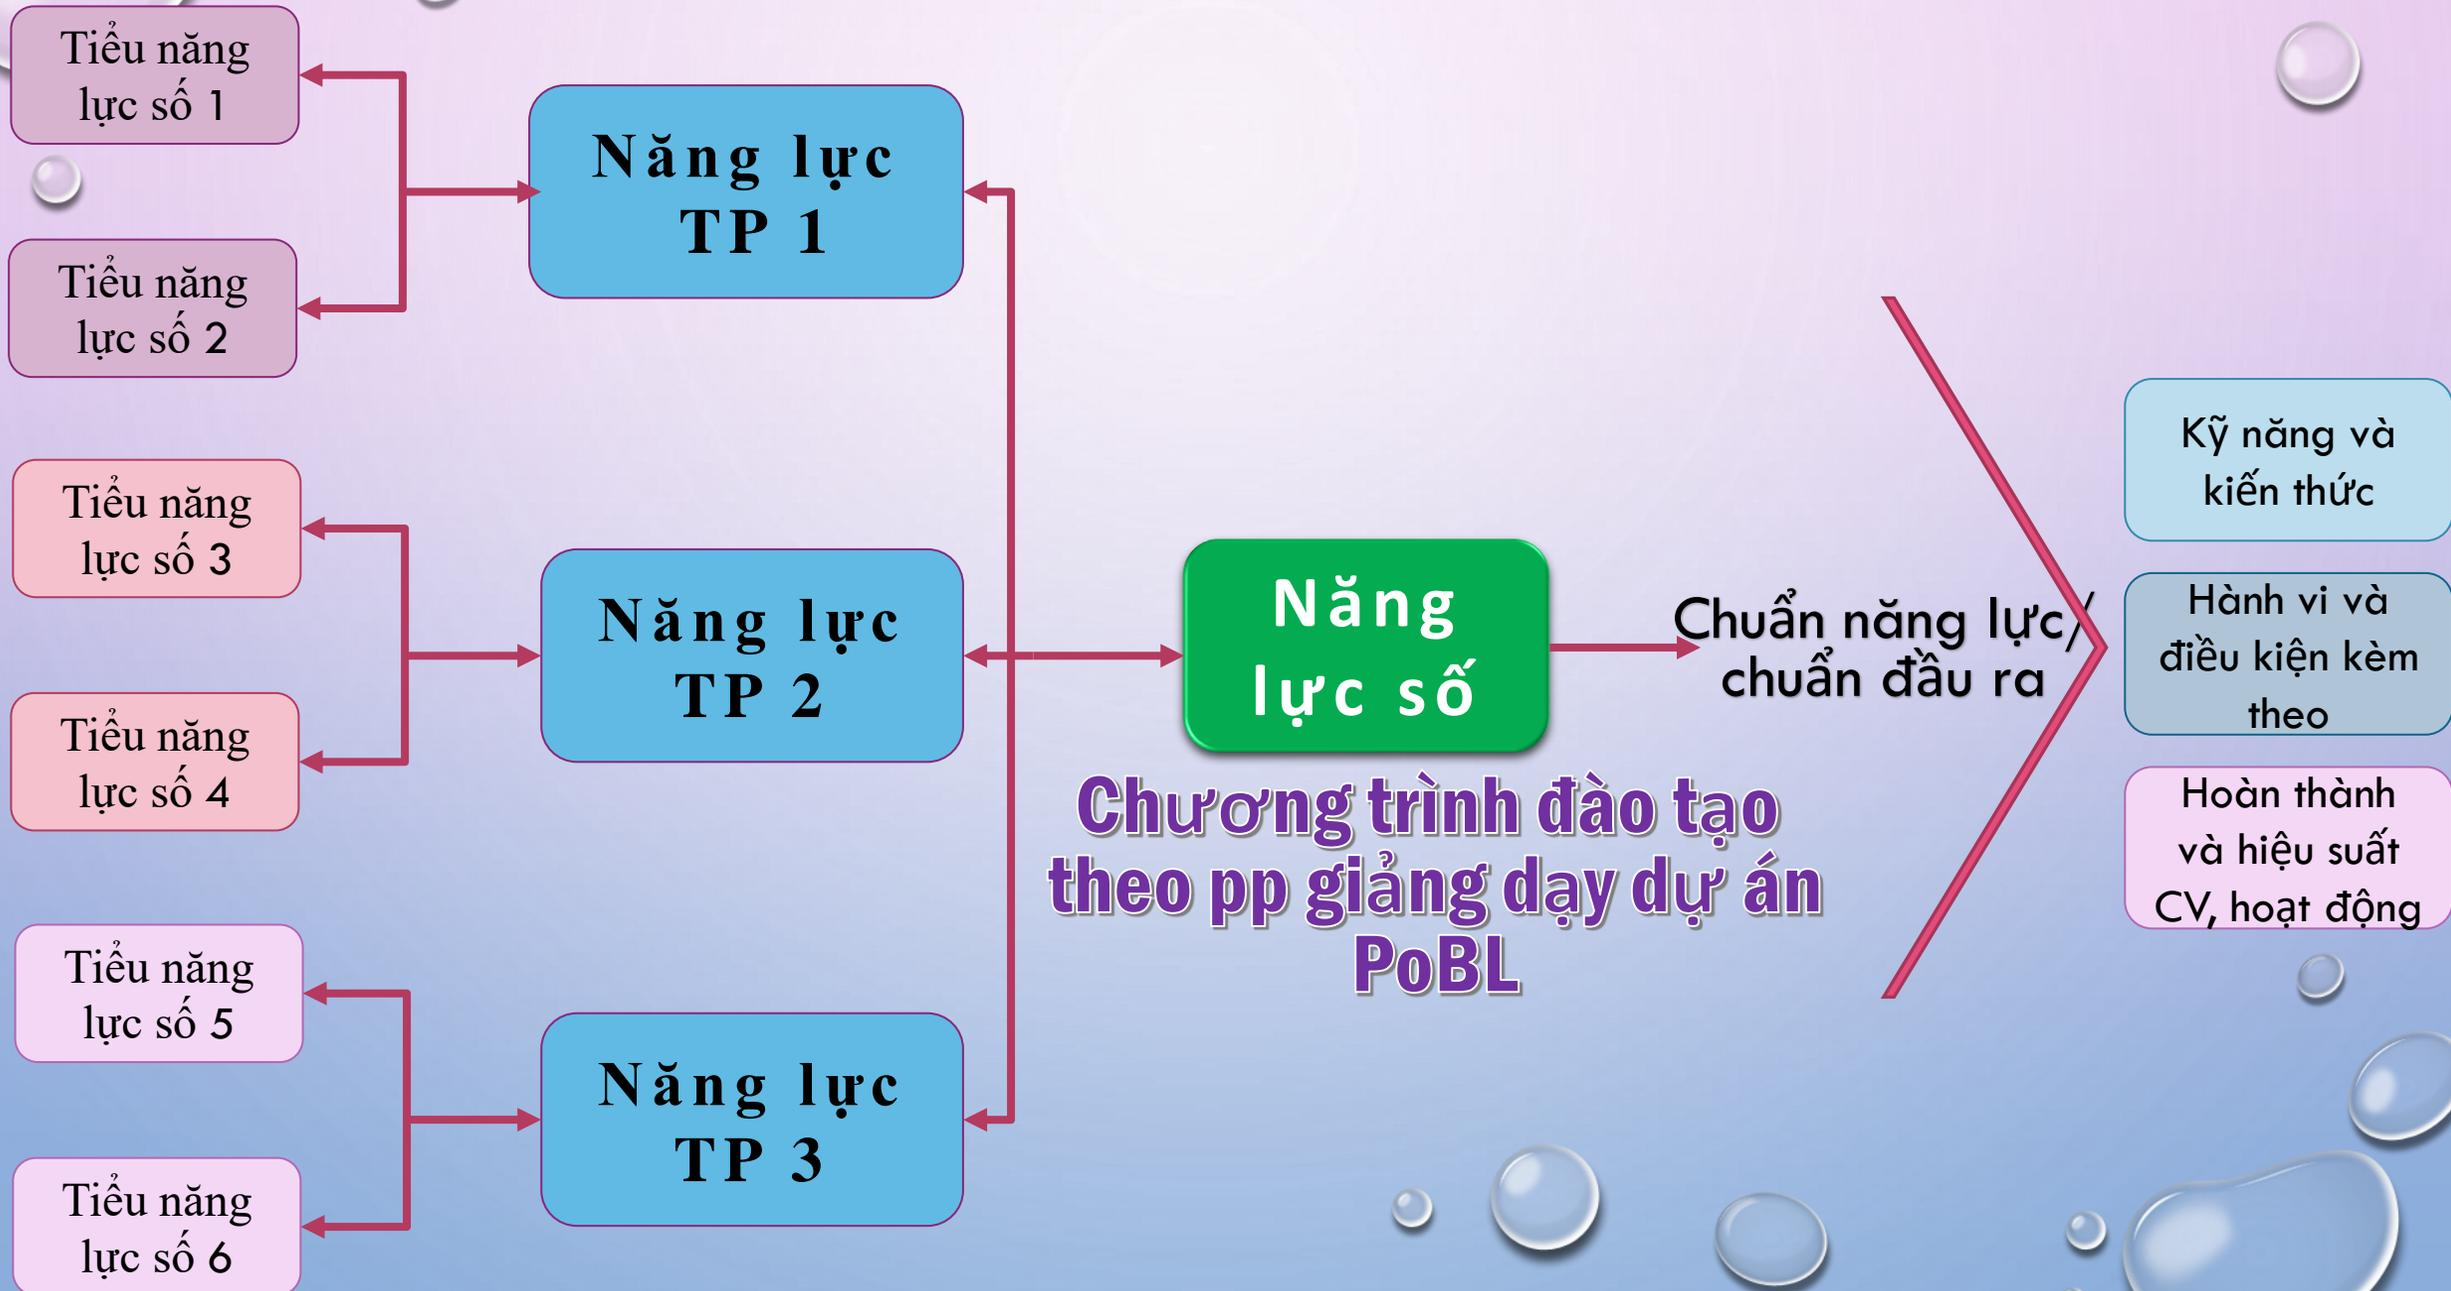 Tiểu năng
lực số 1
Tiểu năng
lực số 2
Tiểu năng
lực số 3
Tiểu năng
lực số 4
Tiểu năng
lực số 5
Tiểu năng
lực số 6
Năng lực
TP 1
Năng lực
TP 2
Năng lực
TP 3
Năng
lực số
Chương trình đào tạo
theo pp giảng dạy dự án
PoBL
Chuẩn năng lực/
chuẩn đầu ra
Kỹ năng và
kiến thức
Hành vi và
điều kiện kèm
theo
Hoàn thành
và hiệu suất
CV, hoạt động